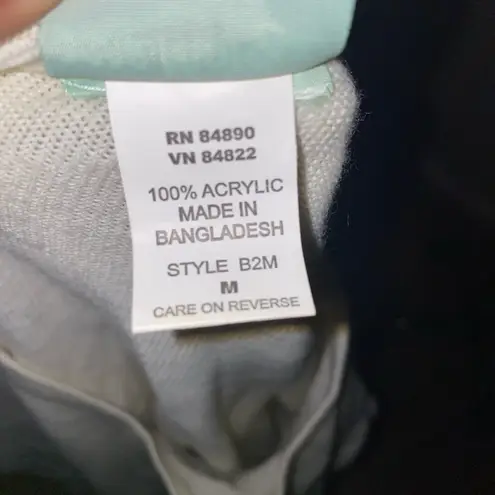 RN 84890
VN 84822
100% ACRYLIC
MADE IN
BANGLADESH
STYLE B2M
M
CARE ON REVERSE